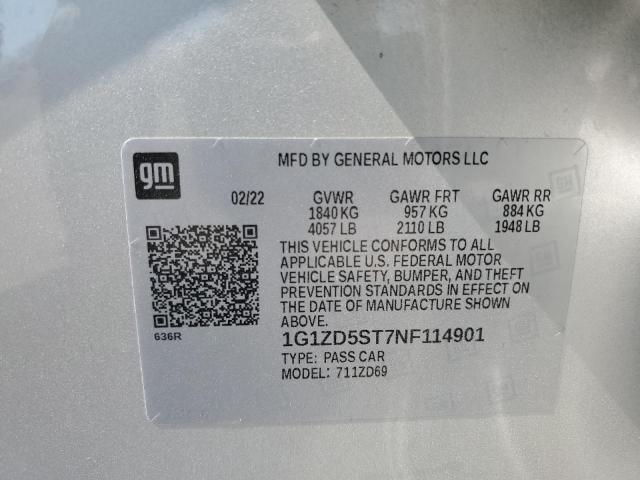 gm
MFD BY GENERAL MOTORS LLC
02/22 GVWR GAWR FRT GAWR RR
1840 KG 957 KG 884 KG
4057 LB 2110 LB 1948 LB
THIS VEHICLE CONFORMS TO ALL
APPLICABLE U.S. FEDERAL MOTOR
VEHICLE SAFETY, BUMPER, AND THEFT
PREVENTION STANDARDS IN EFFECT ON
THE DATE OF MANUFACTURE SHOWN
ABOVE.
636R
1G1ZD5ST7NF114901
TYPE: PASS CAR
MODEL: 711ZD69